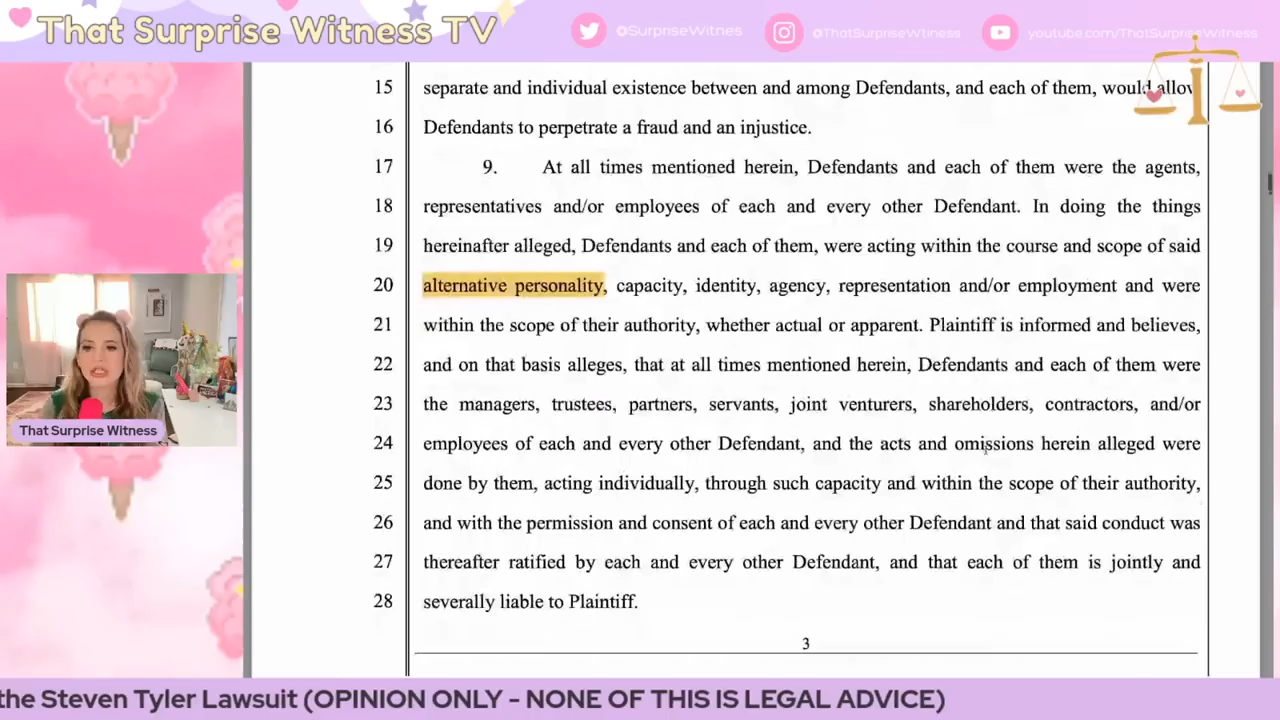 That Surprise Witness TV
@SurpriseWitnes
@ThatSurpriseWtiness
youtube.com/ThatSurpriseWitness
15 separate and individual existence between and among Defendants, and each of them, would allow
16 Defendants to perpetrate a fraud and an injustice.
17 9. At all times mentioned herein, Defendants and each of them were the agents,
18 representatives and/or employees of each and every other Defendant. In doing the things
19 hereinafter alleged, Defendants and each of them, were acting within the course and scope of said
20 alternative personality, capacity, identity, agency, representation and/or employment and were
21 within the scope of their authority, whether actual or apparent. Plaintiff is informed and believes,
22 and on that basis alleges, that at all times mentioned herein, Defendants and each of them were
23 the managers, trustees, partners, servants, joint venturers, shareholders, contractors, and/or
24 employees of each and every other Defendant, and the acts and omissions herein alleged were
25 done by them, acting individually, through such capacity and within the scope of their authority,
26 and with the permission and consent of each and every other Defendant and that said conduct was
27 thereafter ratified by each and every other Defendant, and that each of them is jointly and
28 severally liable to Plaintiff.
3
That Surprise Witness
the Steven Tyler Lawsuit (OPINION ONLY - NONE OF THIS IS LEGAL ADVICE)